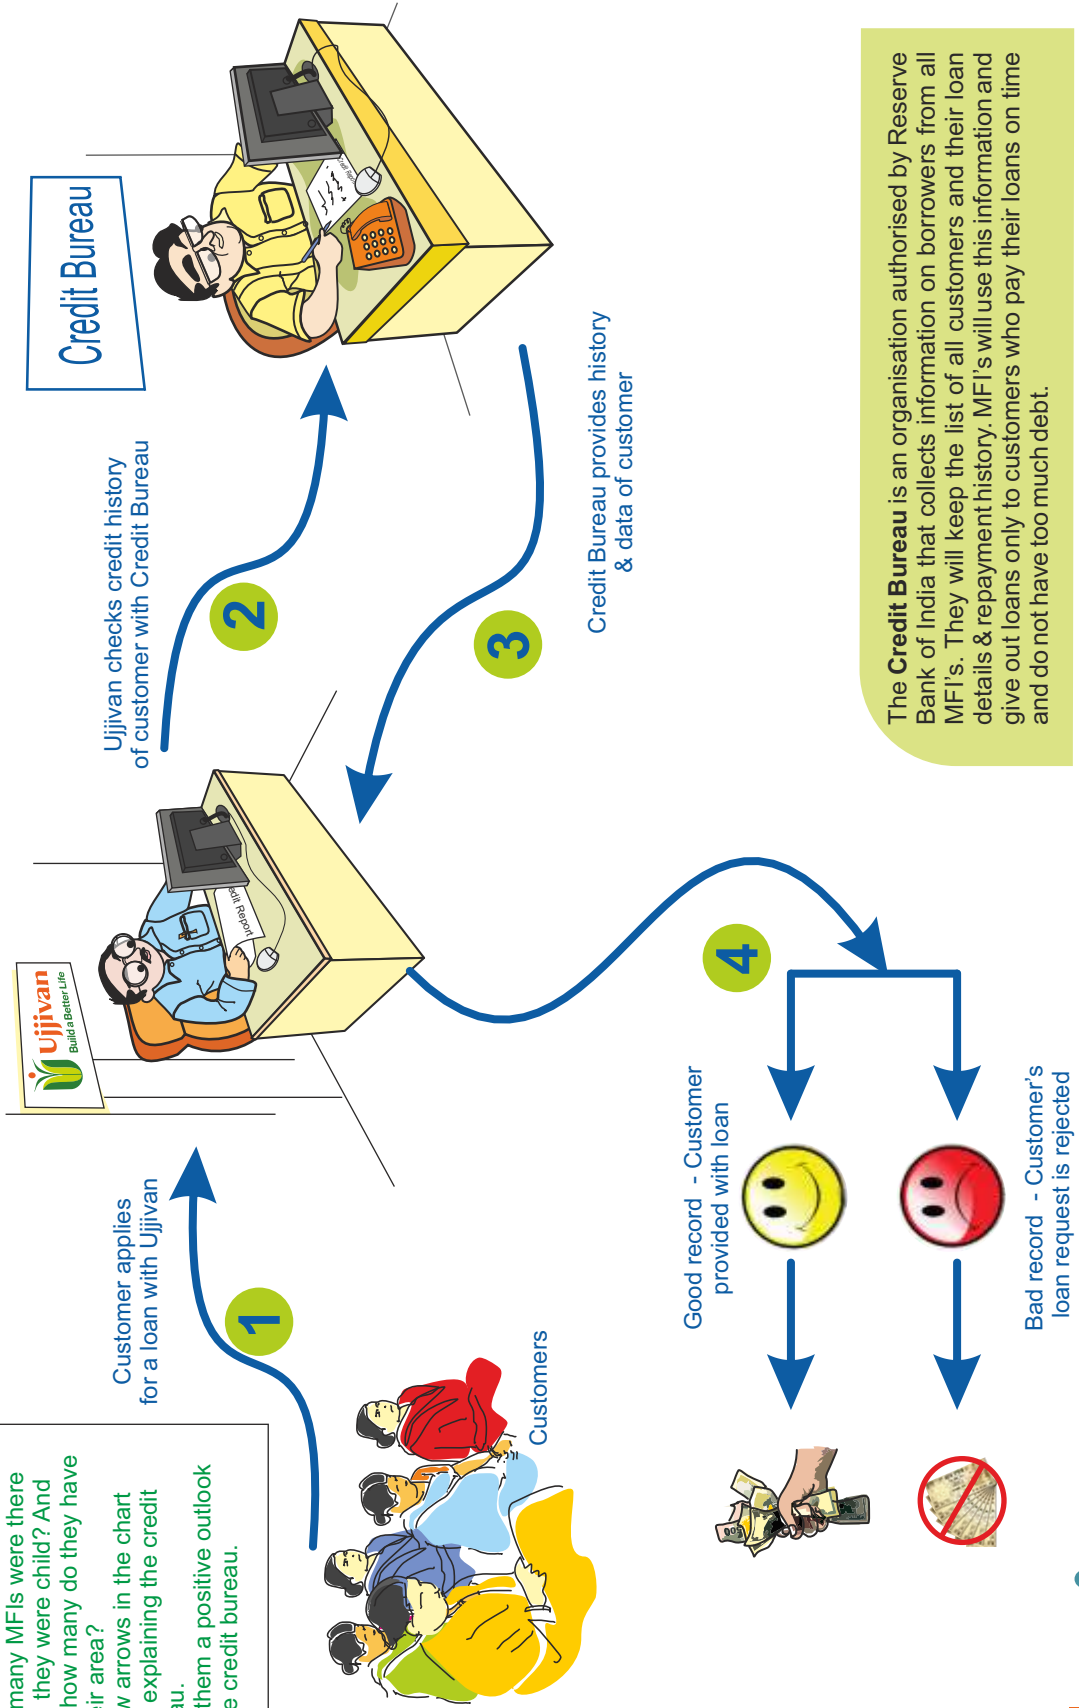 many MFIs were there
they were child? And
how many do they have
area?
arrows in the chart
explaining the credit
them a positive outlook
credit bureau.
Customer applies
for a loan with Ujjivan
1
Customers
Ujjivan
Build a Better Life
Credit Report
Ujjivan checks credit history
of customer with Credit Bureau
2
Credit Bureau
Credit Report
3
Credit Bureau provides history
& data of customer
4
Good record - Customer
provided with loan
Bad record - Customer's
loan request is rejected
The Credit Bureau is an organisation authorised by Reserve
Bank of India that collects information on borrowers from all
MFI's. They will keep the list of all customers and their loan
details & repayment history. MFI's will use this information and
give out loans only to customers who pay their loans on time
and do not have too much debt.